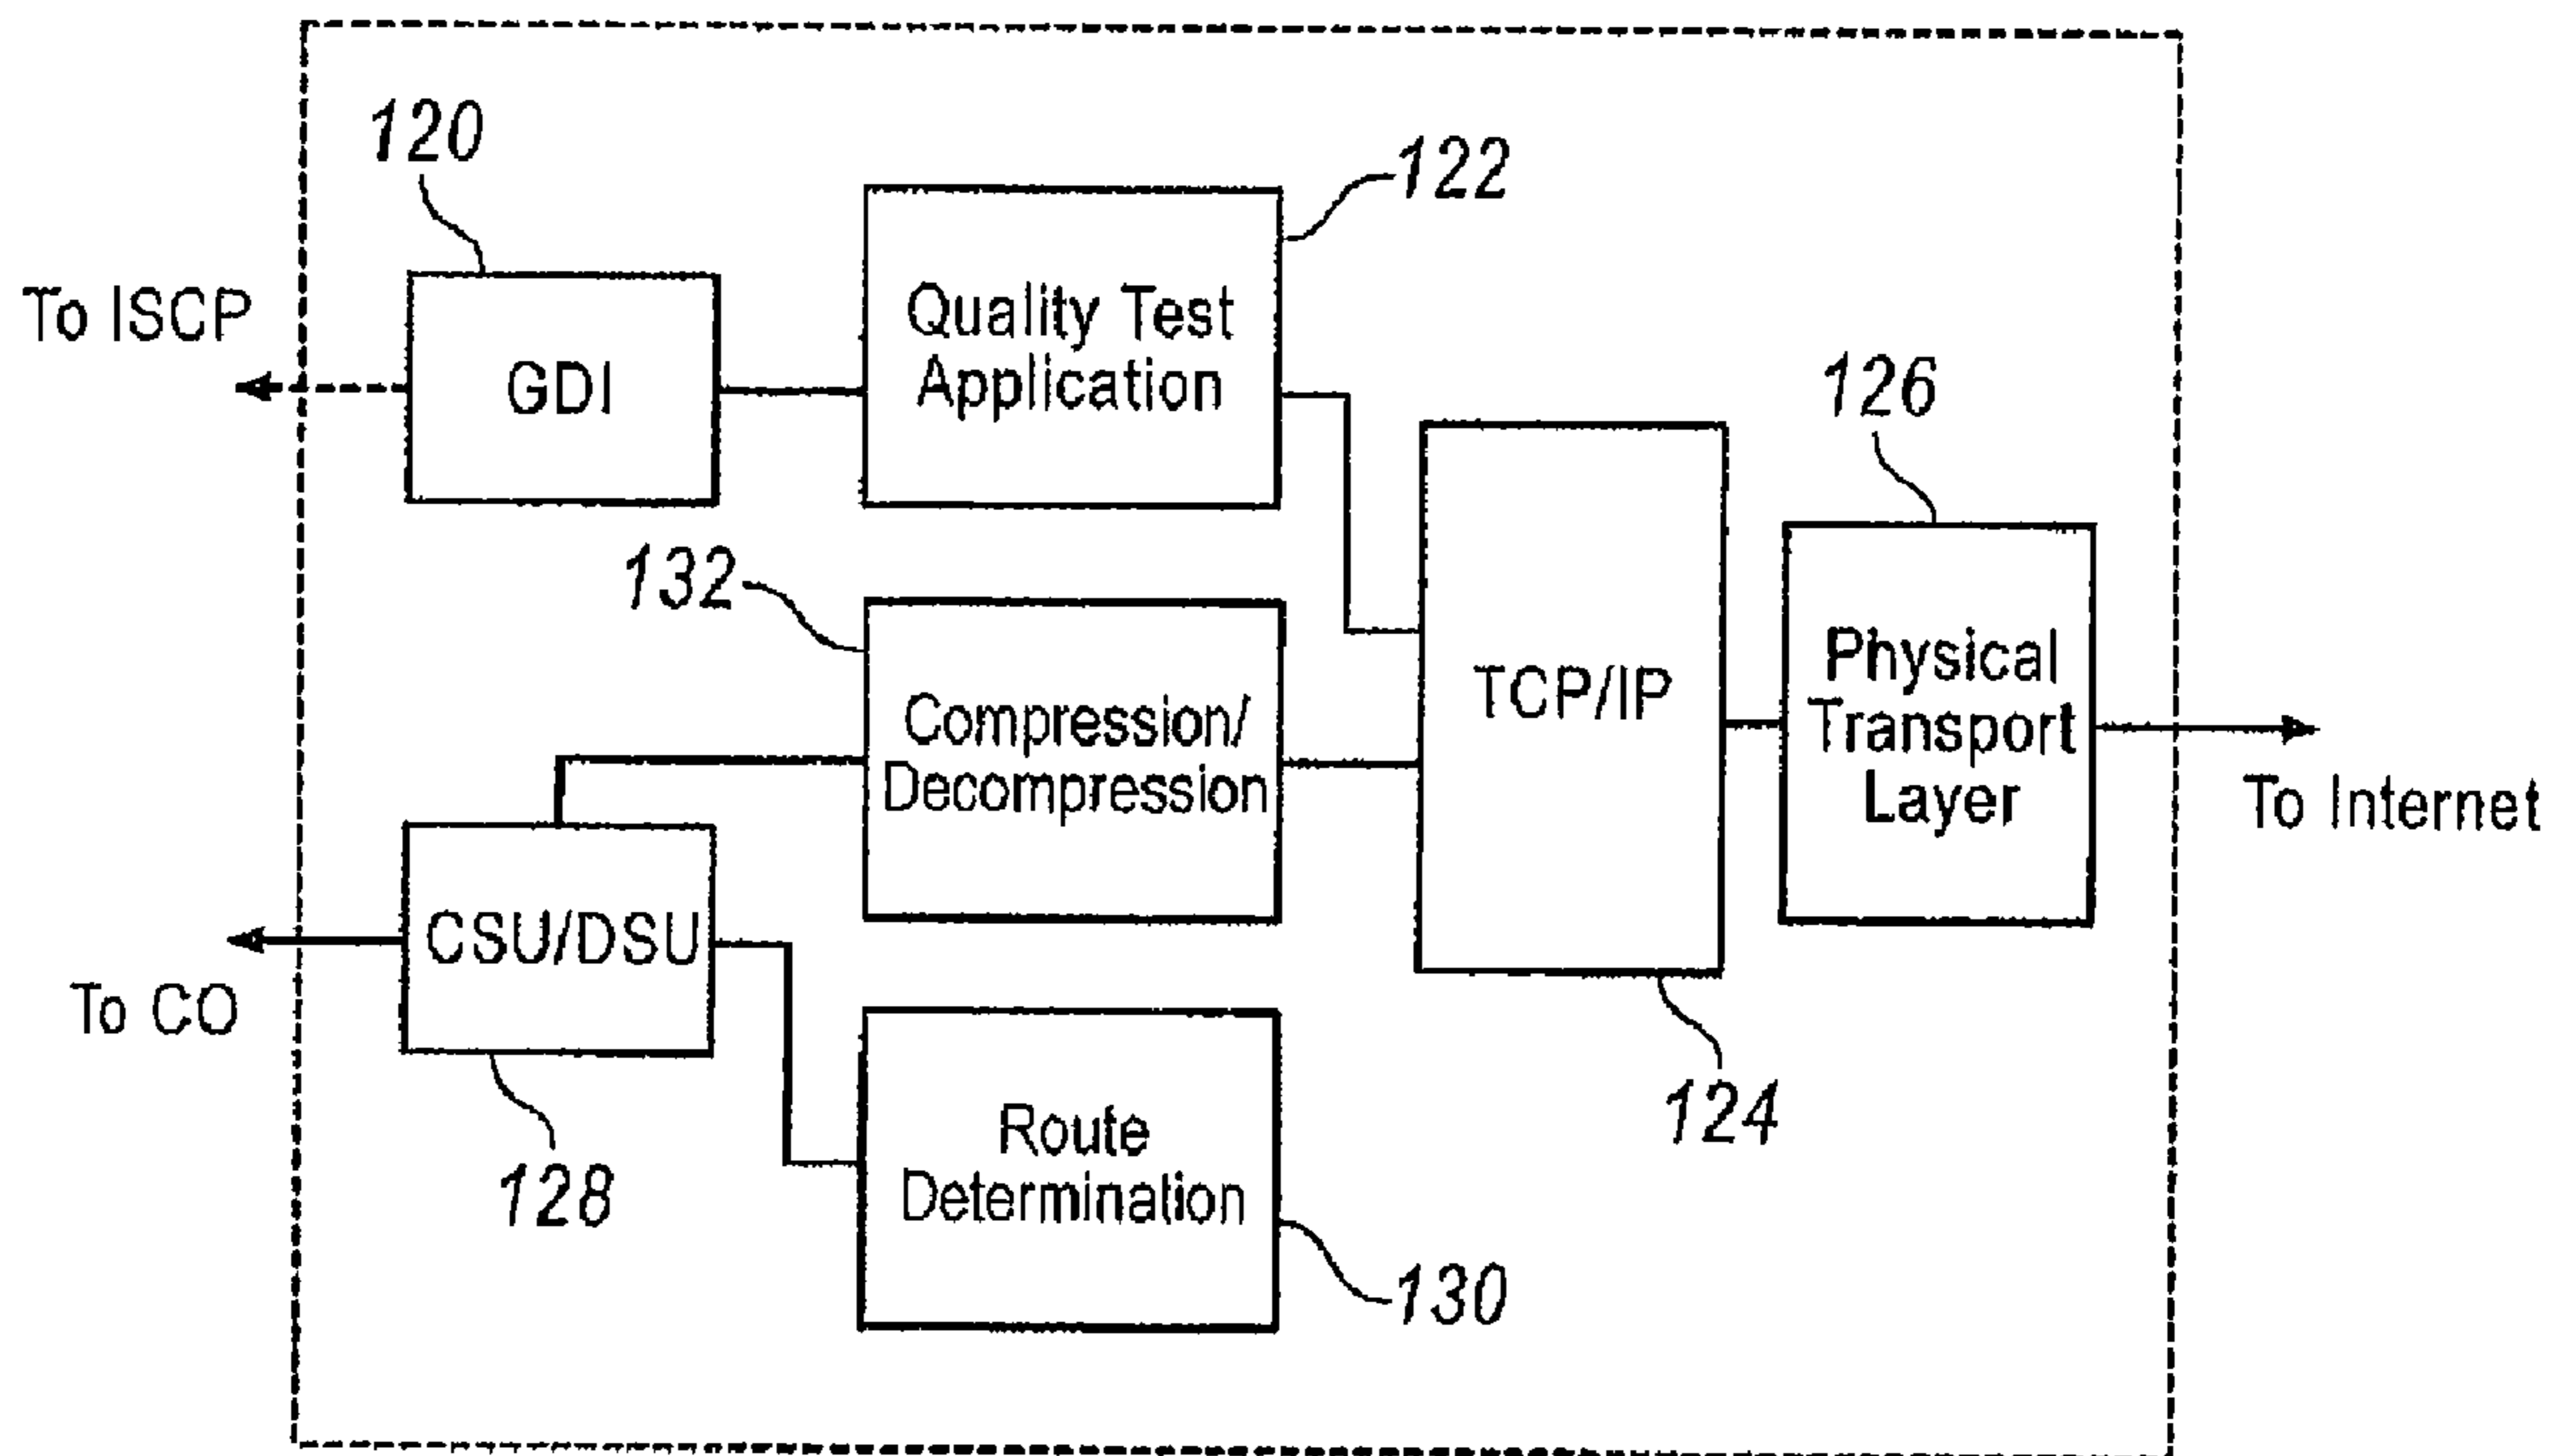 120
122
To ISCP
GDI
Quality Test
Application
126
132
Compression/
Decompression
TCP/IP
Physical
Transport
Layer
To Internet
CSU/DSU
To CO
128
Route
Determination
124
130